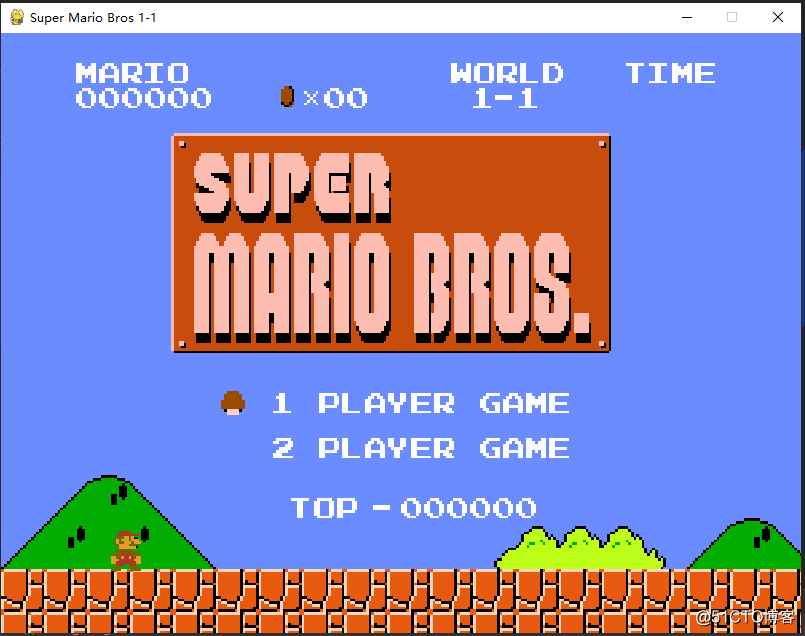 Super Mario Bros 1-1
MARIO WORLD TIME
000000 ×00 1-1
SUPER
MARIO BROS.
1 PLAYER GAME
2 PLAYER GAME
TOP - 000000
@51CTO博客